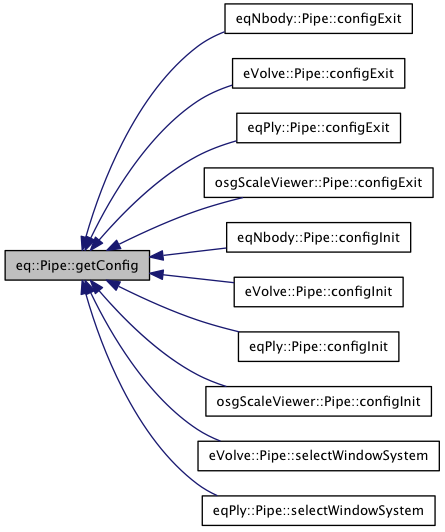 eqNbody::Pipe::configExit
eVolve::Pipe::configExit
eqPly::Pipe::configExit
osgScaleViewer::Pipe::configExit
eq::Pipe::getConfig
eqNbody::Pipe::configInit
eVolve::Pipe::configInit
eqPly::Pipe::configInit
osgScaleViewer::Pipe::configInit
eVolve::Pipe::selectWindowSystem
eqPly::Pipe::selectWindowSystem